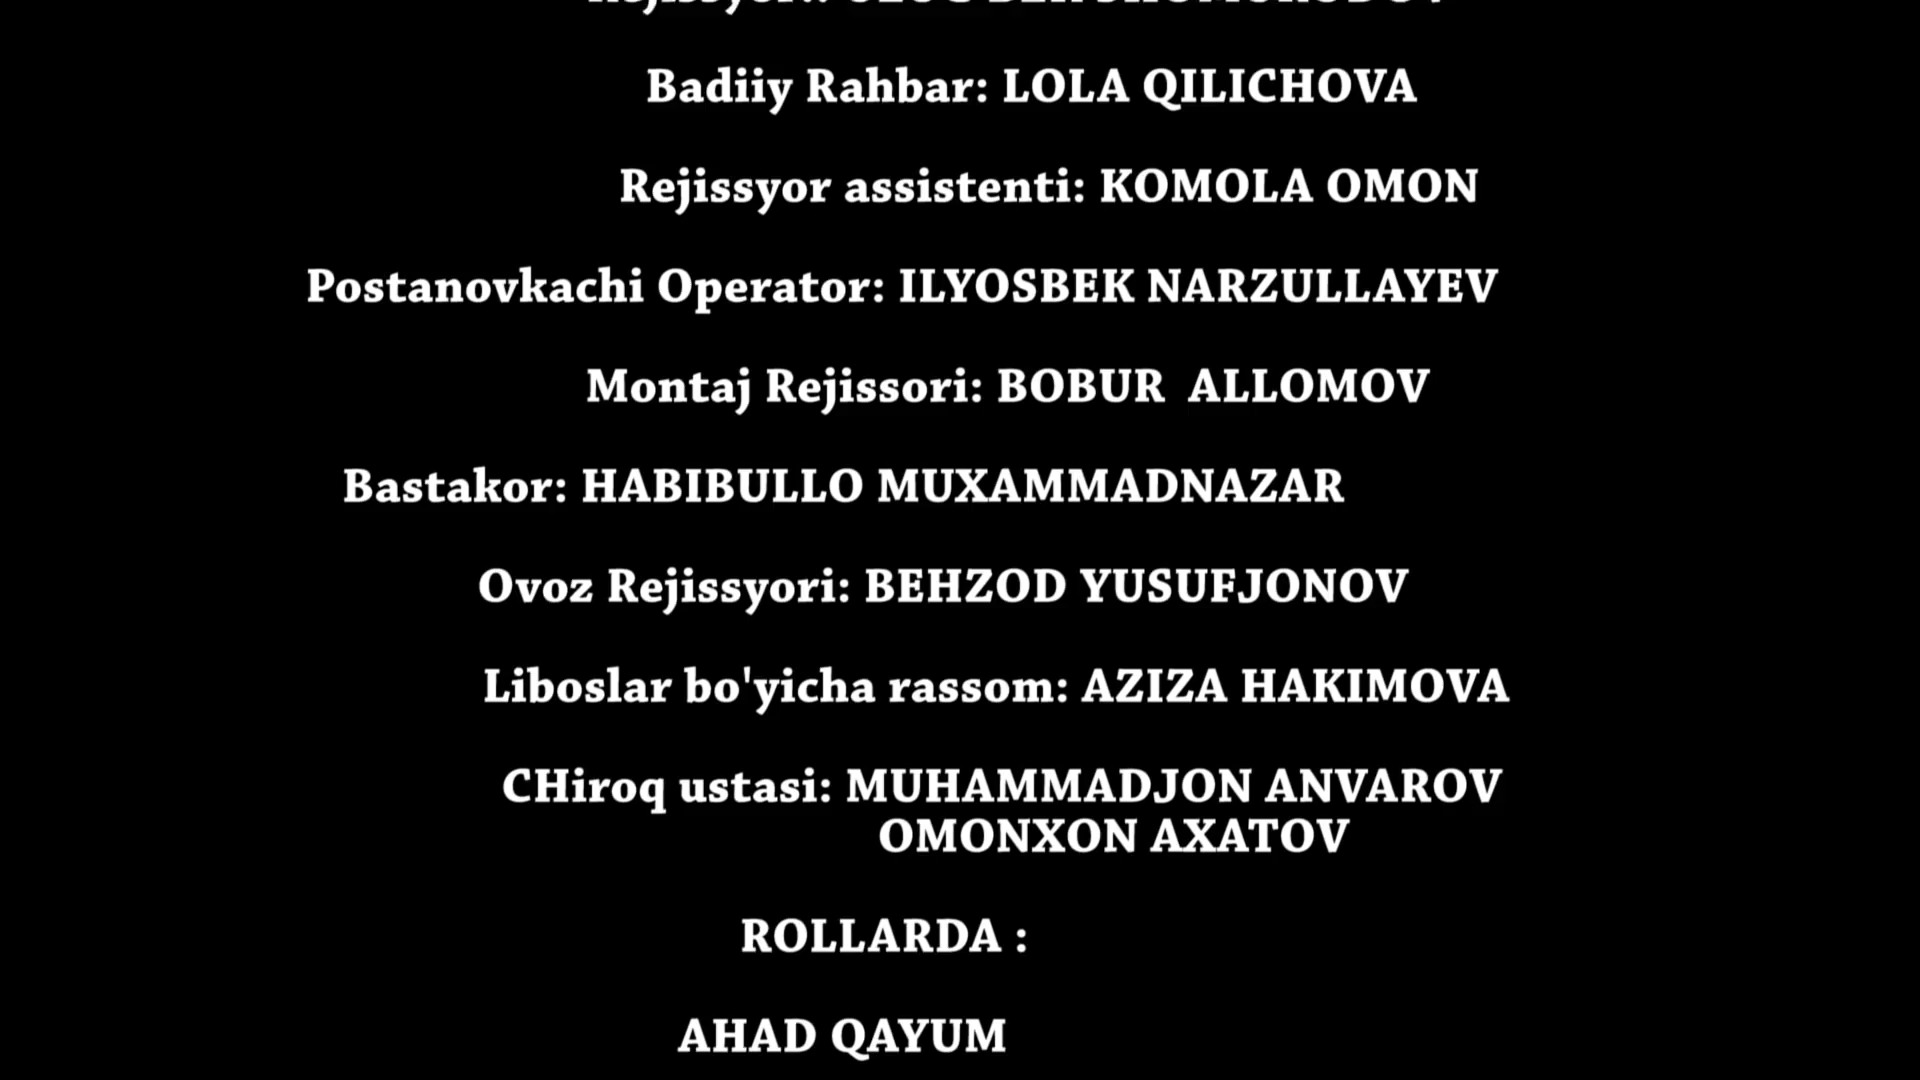 Badiiy Rahbar: LOLA QILICHOVA
Rejissyor assistenti: KOMOLA OMON
Postanovkachi Operator: ILYOSBEK NARZULLAYEV
Montaj Rejissori: BOBUR  ALLOMOV
Bastakor: HABIBULLO MUXAMMADNAZAR
Ovoz Rejissyori: BEHZOD YUSUFJONOV
Liboslar bo'yicha rassom: AZIZA HAKIMOVA
CHiroq ustasi: MUHAMMADJON ANVAROV
OMONXON AXATOV
ROLLARDA :
AHAD QAYUM